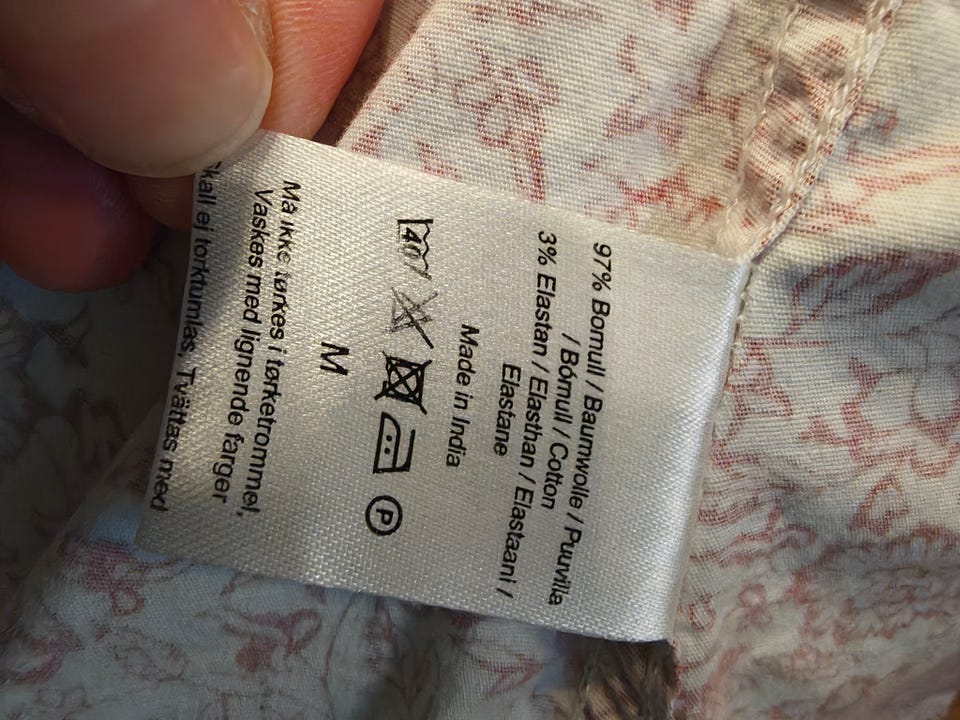 97% Bomull / Baumwolle / Puuvilla
/ Bómull / Cotton
3% Elastan / Elasthan / Elastaani /
Elastane
Made in India
40
P
M
Må ikke tørkes i tørketrommel,
Vaskes med lignende farger
Skall ej torktumlas, Tvättas med